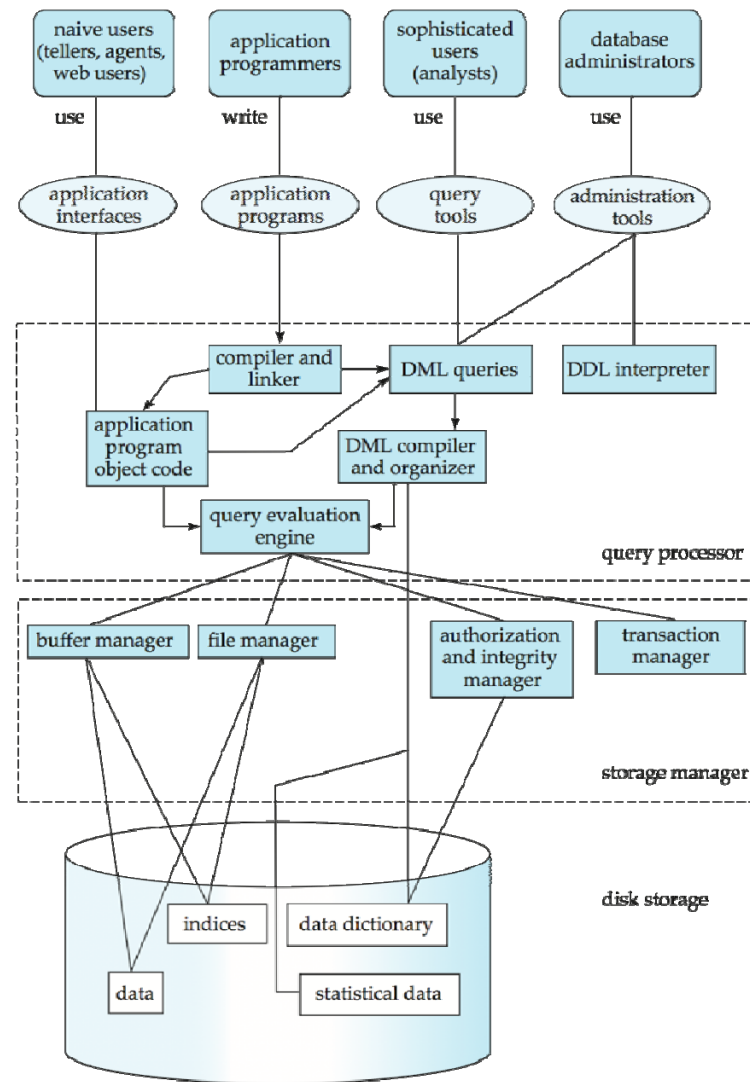 naive users
(tellers, agents,
web users)
application
programmers
sophisticated
users
(analysts)
database
administrators
use
write
use
use
application
interfaces
application
programs
query
tools
administration
tools
compiler and
linker
DML queries
DDL interpreter
application
program
object code
DML compiler
and organizer
query evaluation
engine
query processor
buffer manager
file manager
authorization
and integrity
manager
transaction
manager
storage manager
disk storage
indices
data dictionary
data
statistical data